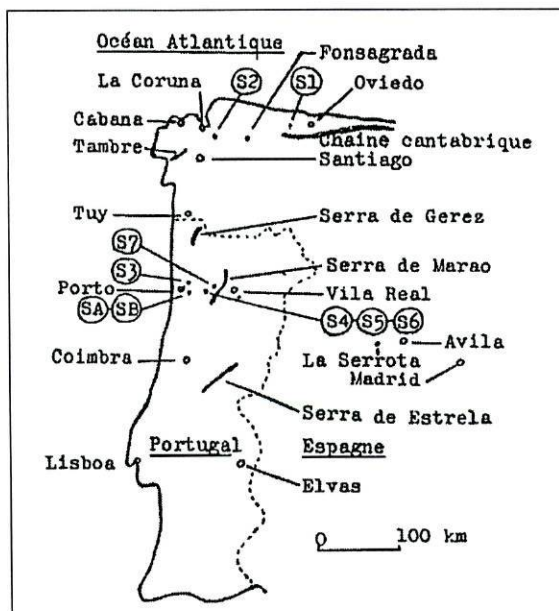 Océan Atlantique
Fonsagrada
La Coruna
S2
S1
Oviedo
Cabana
Chaine cantabrique
Tambre
Santiago
Tuy
Serra de Gerez
S7
S3
Serra de Marao
Porto
Vila Real
SA
SB
S4
S5
S6
Avila
La Serrota
Madrid
Coimbra
Serra de Estrela
Portugal
Espagne
Lisboa
Elvas
0
100 km